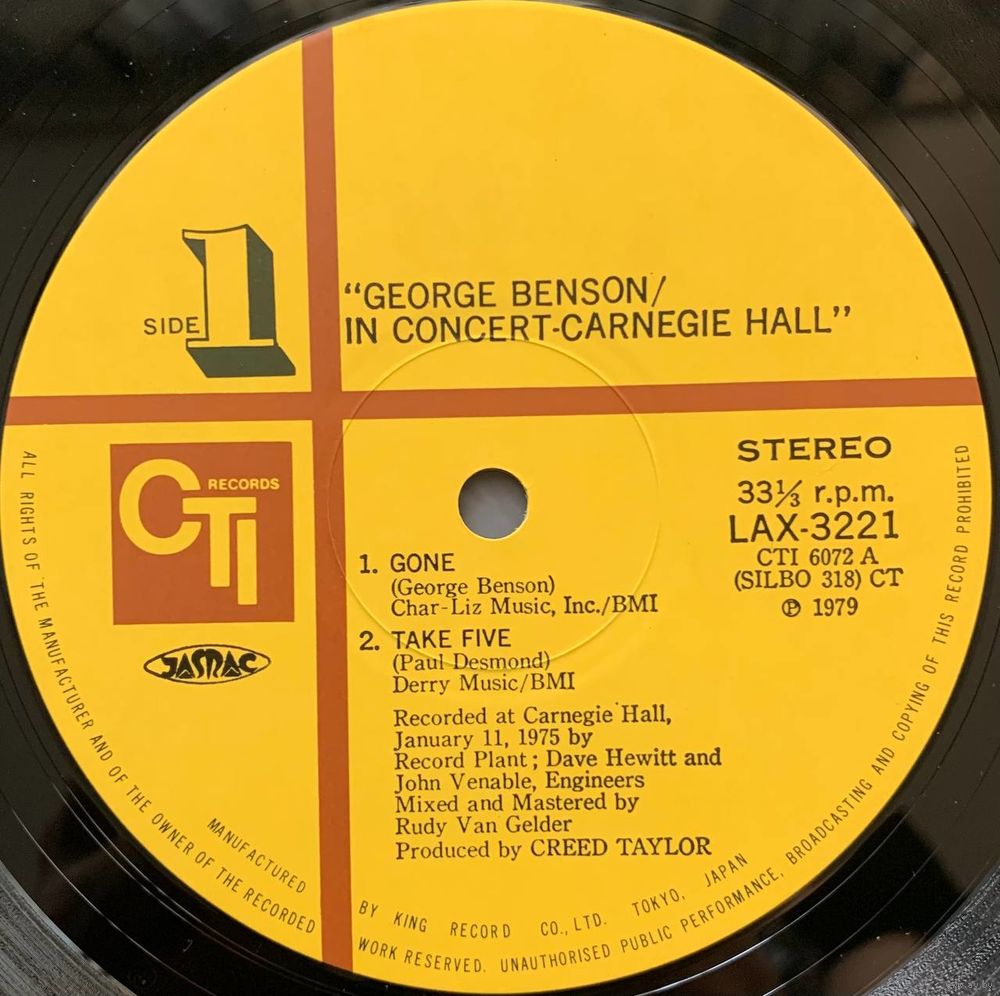 SIDE 1
"GEORGE BENSON/
IN CONCERT-CARNEGIE HALL"
CTI RECORDS
JASRAC
STEREO
33⅓ r.p.m.
LAX-3221
CTI 6072 A
(SILBO 318) CT
Ⓟ 1979
1. GONE
(George Benson)
Char-Liz Music, Inc./BMI
2. TAKE FIVE
(Paul Desmond)
Derry Music/BMI
Recorded at Carnegie Hall,
January 11, 1975 by
Record Plant; Dave Hewitt and
John Venable, Engineers
Mixed and Mastered by
Rudy Van Gelder
Produced by CREED TAYLOR
MANUFACTURED BY KING RECORD CO., LTD. TOKYO, JAPAN
ALL RIGHTS OF THE MANUFACTURER AND OF THE OWNER OF THE RECORDED WORK RESERVED. UNAUTHORISED PUBLIC PERFORMANCE, BROADCASTING AND COPYING OF THIS RECORD PROHIBITED